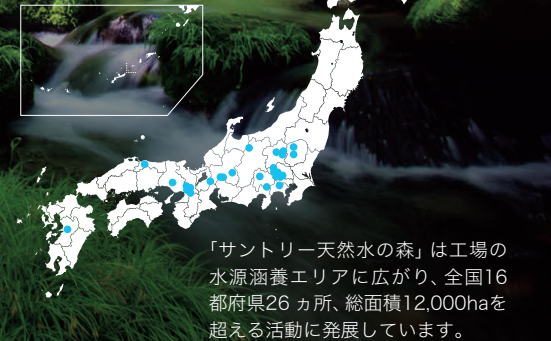 「サントリー天然水の森」は工場の
水源涵養エリアに広がり、全国16
都府県26 ヵ所、総面積12,000haを
超える活動に発展しています。